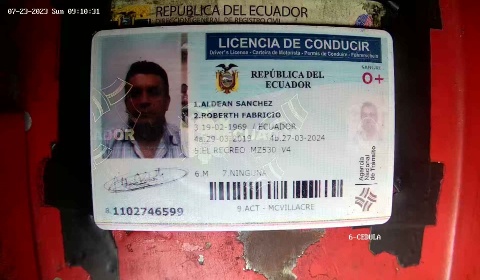 07-23-2023 Sun 09:10:31
REPÚBLICA DEL ECUADOR
DIRECCIÓN GENERAL DE REGISTRO CIVIL
LICENCIA DE CONDUCIR
Driver's License - Carteira de Motorista - Permis de Conduire - Führerschein
REPÚBLICA DEL
ECUADOR
SANGRE
O+
1.ALDEAN SANCHEZ
2.ROBERTH FABRICIO
3.19-02-1969 / ECUADOR
4a.29-03-2019 4b.27-03-2024
5.EL RECREO MZ530 V4
6.M 7.NINGUNA
Agencia
Nacional
de Tránsito
8.1102746599
9.ACT - MCVILLACRE
6-CEDULA